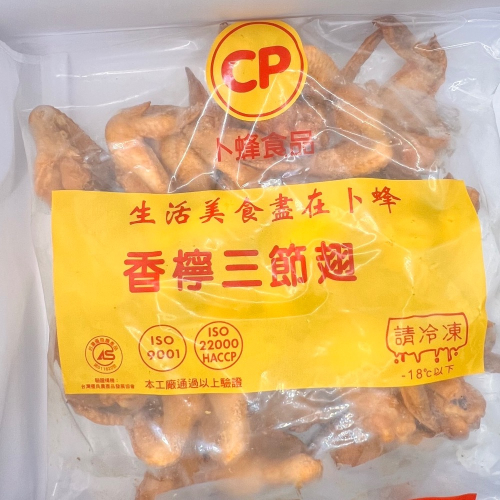 CP
卜蜂食品
生活美食盡在卜蜂
香檸三節翅
ISO
9001
ISO
22000
HACCP
本工廠通過以上驗證
請冷凍
-18℃以下